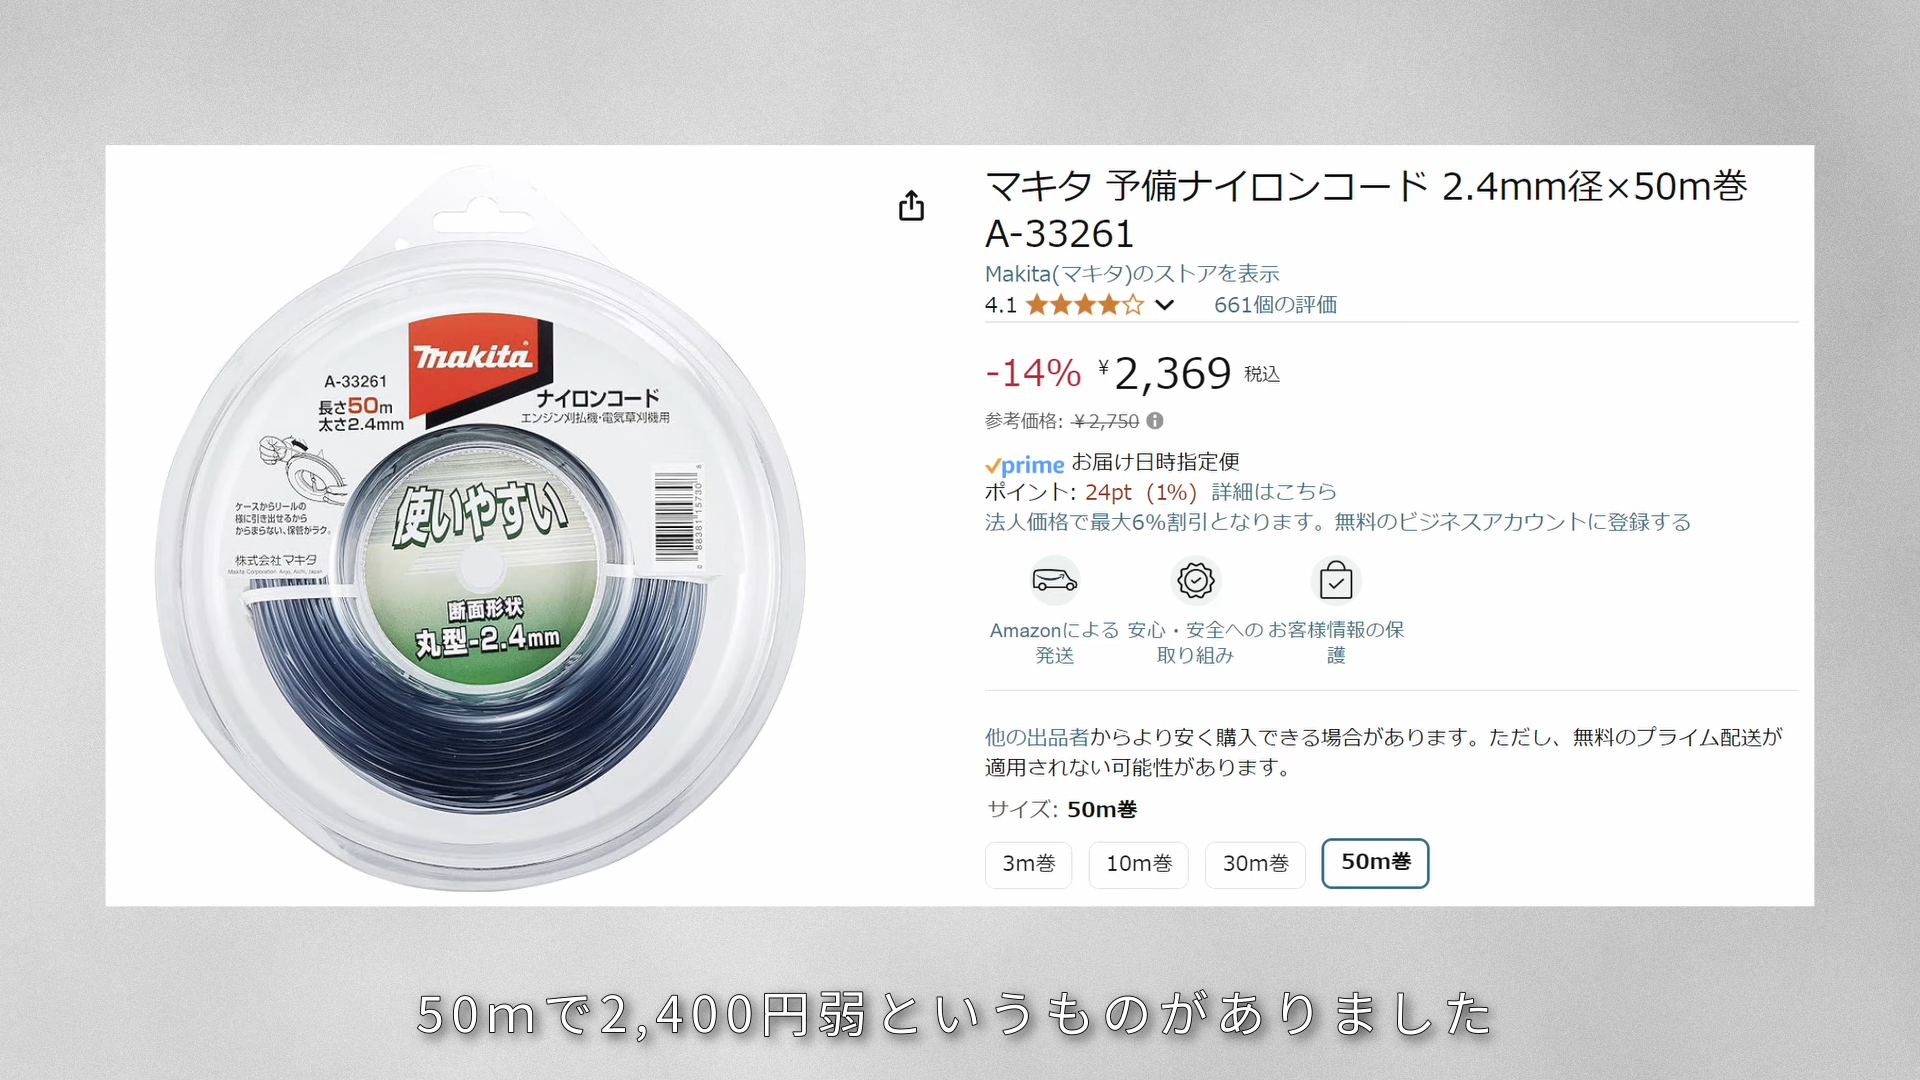 makita
A-33261
長さ50m
太さ2.4mm
ナイロンコード
エンジン刈払機・電気草刈機用
ケースからリールの
様に引き出せるから
からまらない、保管がラク。
株式会社マキタ
Makita Corporation Anjo, Aichi, Japan
使いやすい
断面形状
丸型-2.4mm
マキタ 予備ナイロンコード 2.4mm径×50m巻
A-33261
Makita(マキタ)のストアを表示
4.1 661個の評価
-14% ¥2,369 税込
参考価格: ¥2,750
prime お届け日時指定便
ポイント: 24pt (1%) 詳細はこちら
法人価格で最大6%割引となります。無料のビジネスアカウントに登録する
Amazonによる発送
安心・安全への取り組み
お客様情報の保護
他の出品者からより安く購入できる場合があります。ただし、無料のプライム配送が
適用されない可能性があります。
サイズ: 50m巻
3m巻 10m巻 30m巻 50m巻
50mで2,400円弱というものがありました